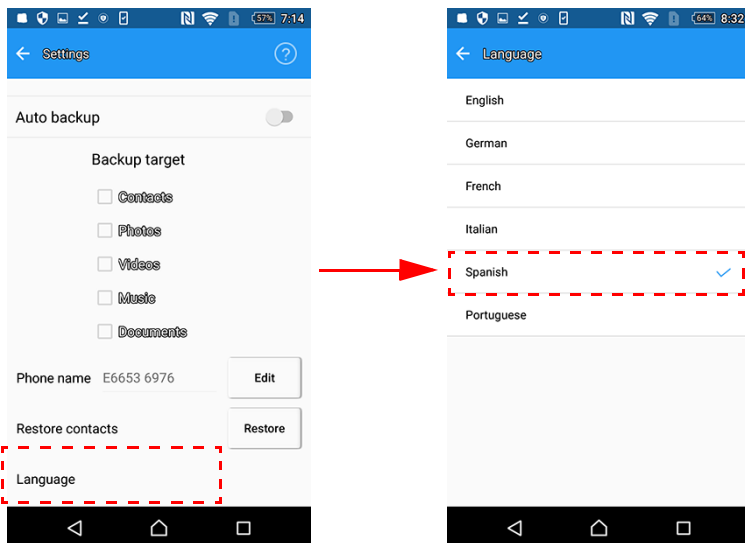 57% 7:14
Settings
Auto backup
Backup target
Contacts
Photos
Videos
Music
Documents
Phone name E6653 6976 Edit
Restore contacts Restore
Language
64% 8:32
Language
English
German
French
Italian
Spanish
Portuguese